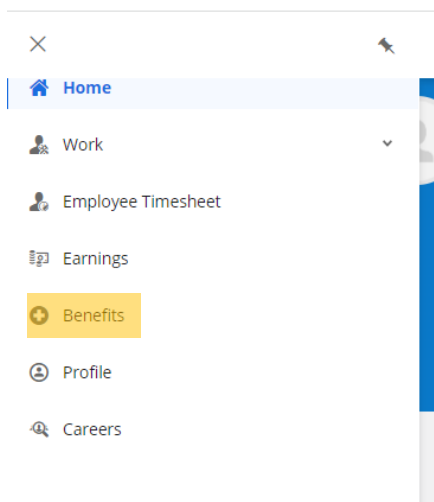 Home
Work
Employee Timesheet
Earnings
Benefits
Profile
Careers